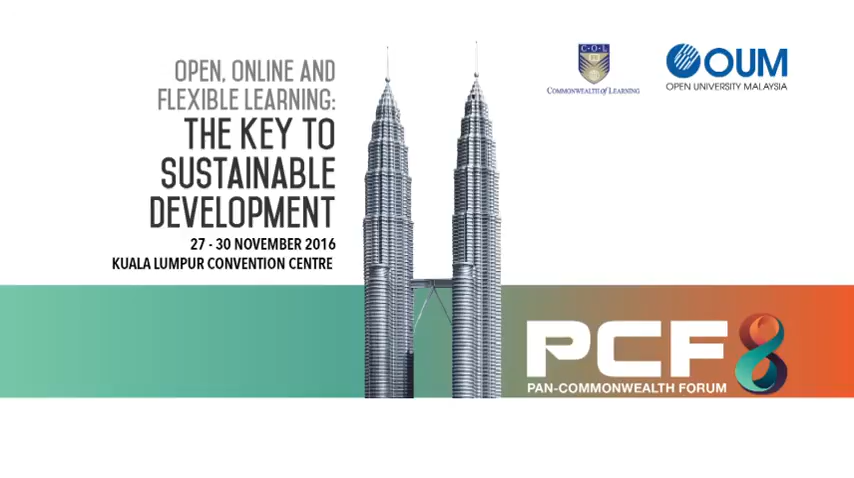 OPEN, ONLINE AND
FLEXIBLE LEARNING:
THE KEY TO
SUSTAINABLE
DEVELOPMENT
27 - 30 NOVEMBER 2016
KUALA LUMPUR CONVENTION CENTRE
C-O-L
COMMONWEALTH of LEARNING
OUM
OPEN UNIVERSITY MALAYSIA
PCF8
PAN-COMMONWEALTH FORUM